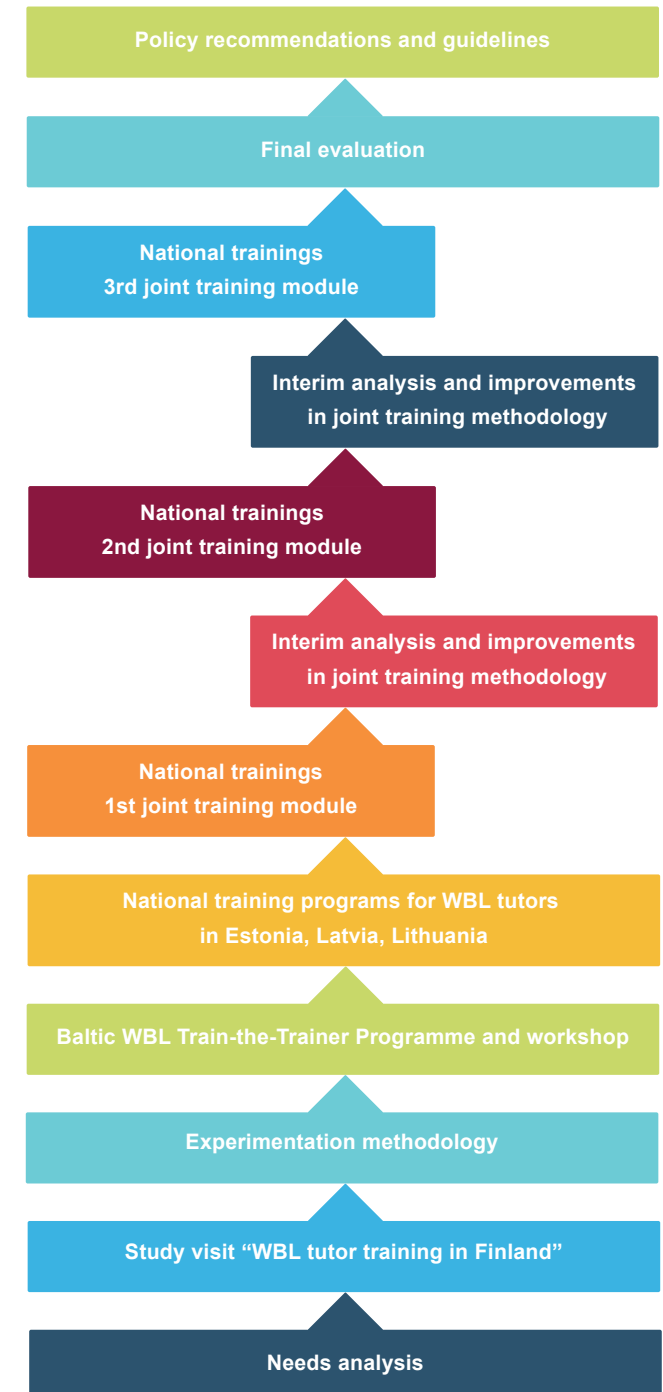 Policy recommendations and guidelines
Final evaluation
National trainings
3rd joint training module
Interim analysis and improvements
in joint training methodology
National trainings
2nd joint training module
Interim analysis and improvements
in joint training methodology
National trainings
1st joint training module
National training programs for WBL tutors
in Estonia, Latvia, Lithuania
Baltic WBL Train-the-Trainer Programme and workshop
Experimentation methodology
Study visit “WBL tutor training in Finland”
Needs analysis